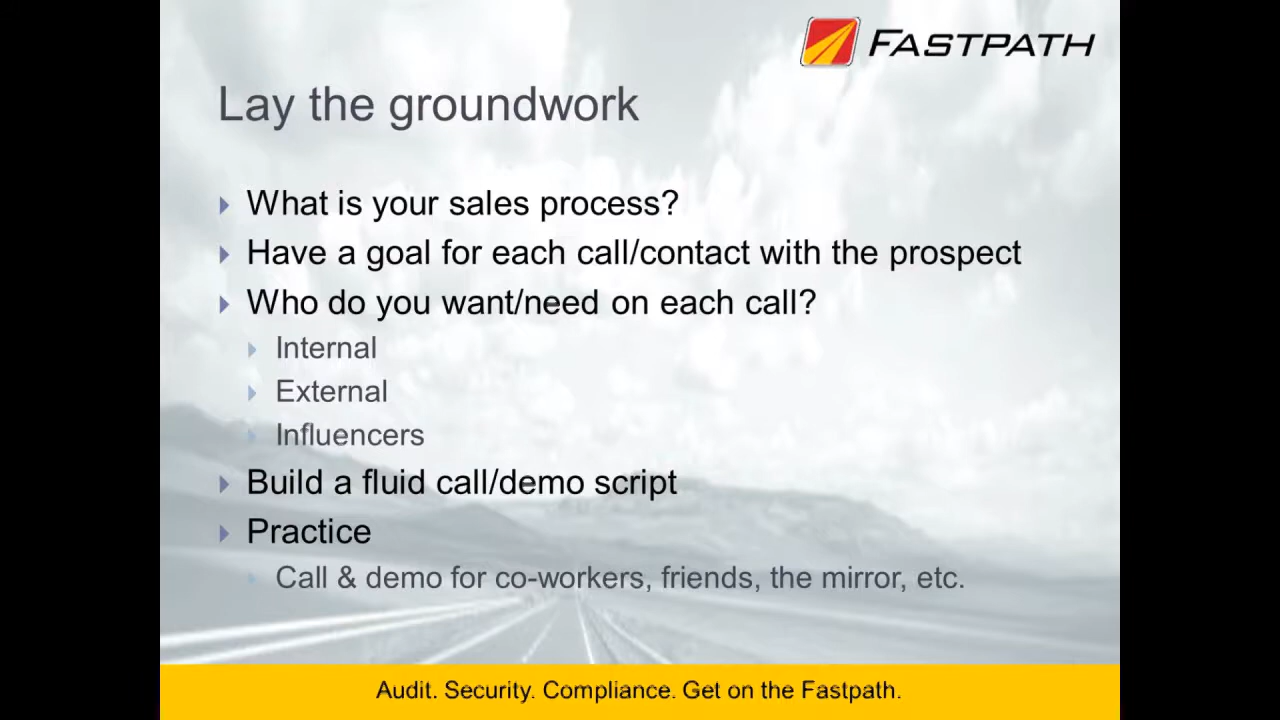 FASTPATH
Lay the groundwork
What is your sales process?
Have a goal for each call/contact with the prospect
Who do you want/need on each call?
Internal
External
Influencers
Build a fluid call/demo script
Practice
Call & demo for co-workers, friends, the mirror, etc.
Audit. Security. Compliance. Get on the Fastpath.